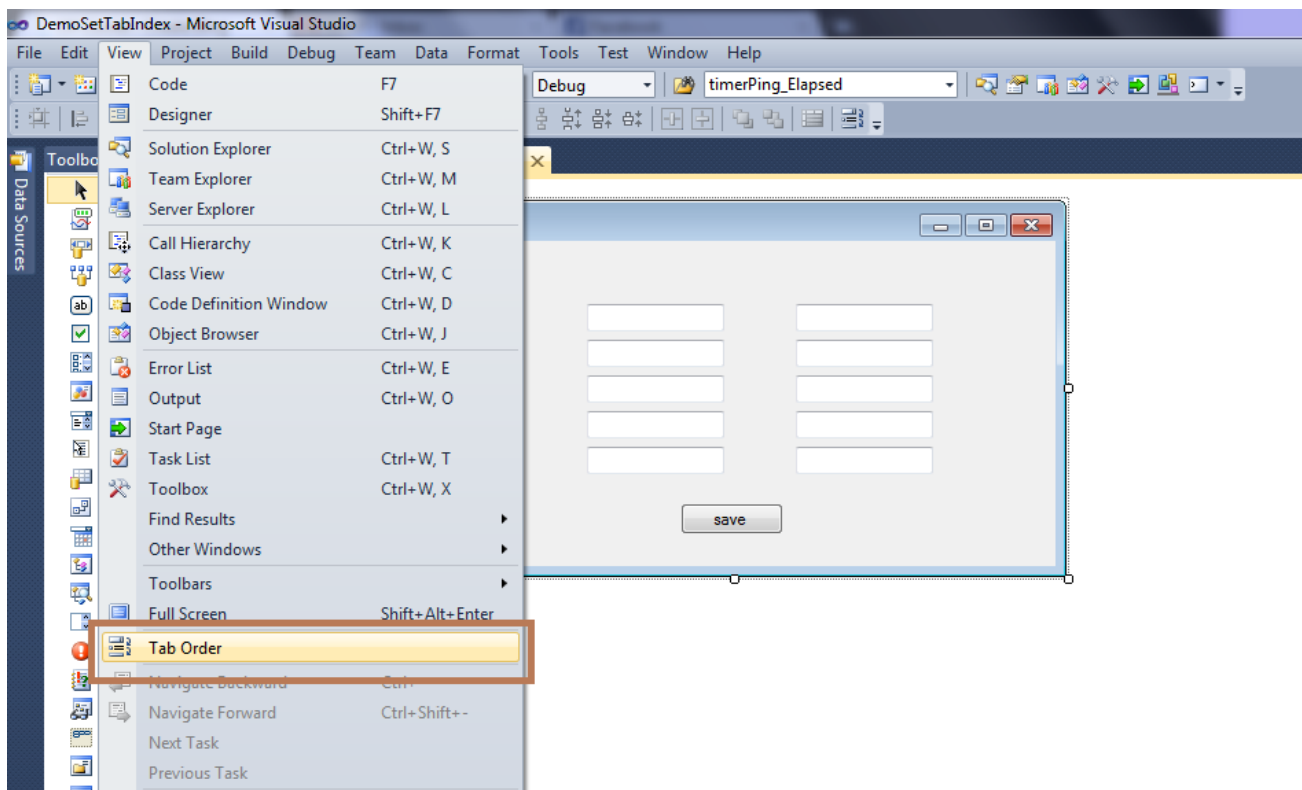 DemoSetTabIndex - Microsoft Visual Studio
File Edit View Project Build Debug Team Data Format Tools Test Window Help
Code F7
Debug
timerPing_Elapsed
Designer Shift+F7
Toolbo
Data Sources
Solution Explorer Ctrl+W, S
Team Explorer Ctrl+W, M
Server Explorer Ctrl+W, L
Call Hierarchy Ctrl+W, K
Class View Ctrl+W, C
ab
Code Definition Window Ctrl+W, D
Object Browser Ctrl+W, J
Error List Ctrl+W, E
Output Ctrl+W, O
Start Page
Task List Ctrl+W, T
Toolbox Ctrl+W, X
Find Results
save
Other Windows
Toolbars
Full Screen Shift+Alt+Enter
Tab Order
Navigate Backward
Navigate Forward Ctrl+Shift+-
Next Task
Previous Task